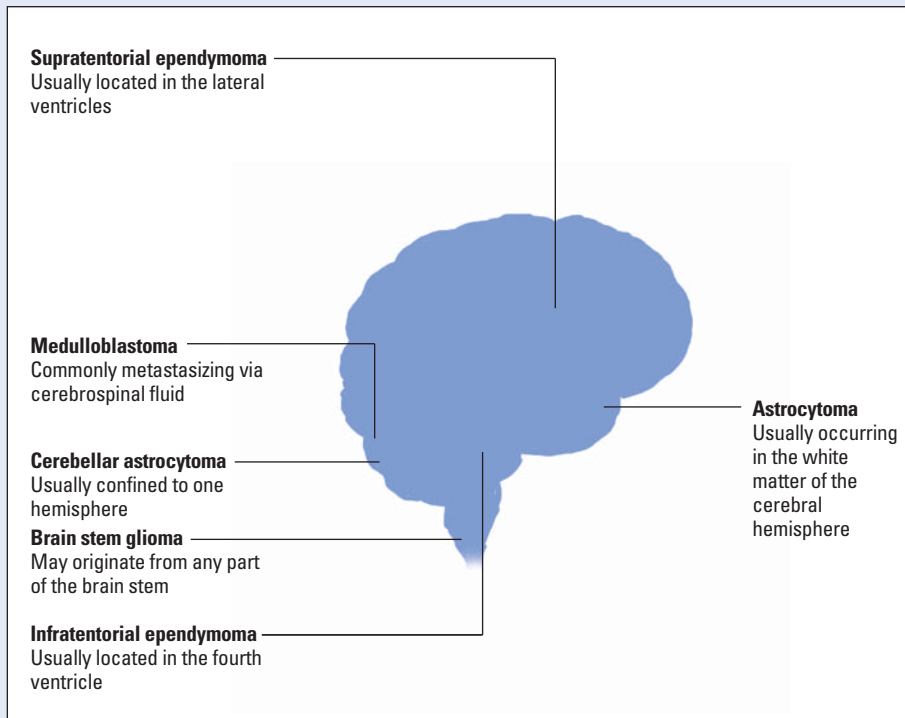 Supratentorial ependymoma
Usually located in the lateral
ventricles
Medulloblastoma
Commonly metastasizing via
cerebrospinal fluid
Cerebellar astrocytoma
Usually confined to one
hemisphere
Brain stem glioma
May originate from any part
of the brain stem
Infratentorial ependymoma
Usually located in the fourth
ventricle
Astrocytoma
Usually occurring
in the white
matter of the
cerebral
hemisphere